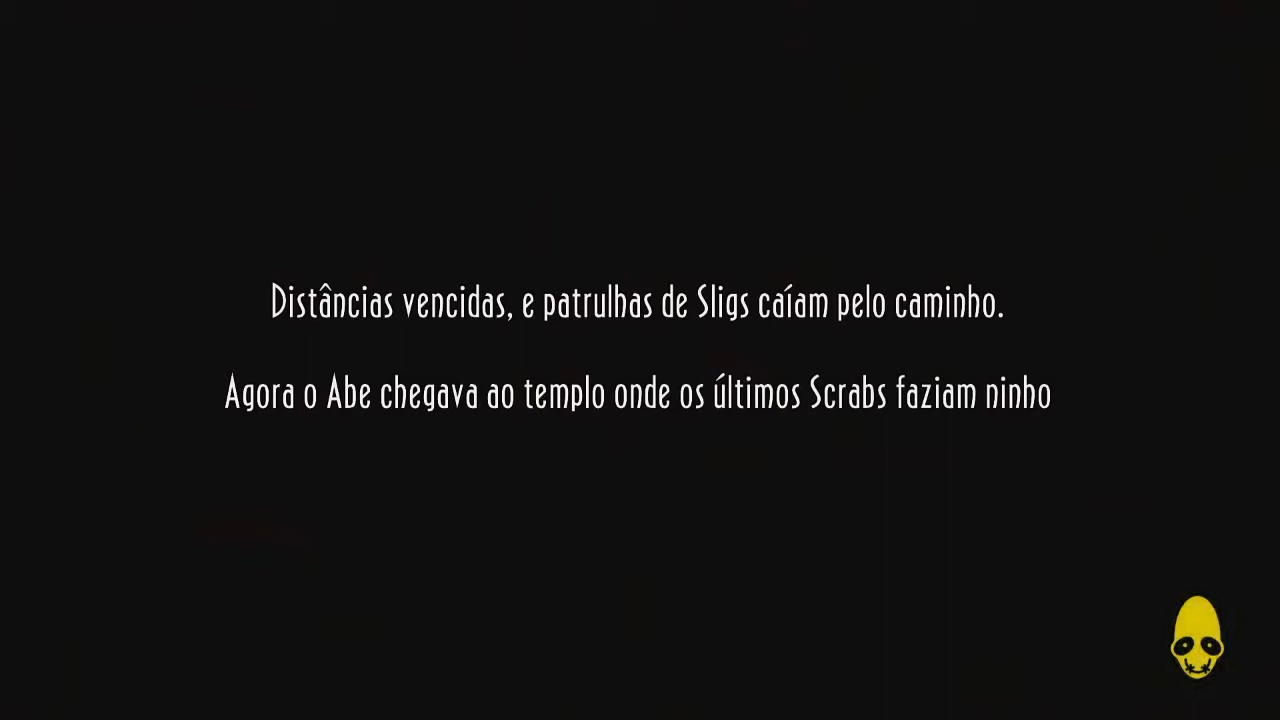 Distâncias vencidas, e patrulhas de Sligs caíam pelo caminho.
Agora o Abe chegava ao templo onde os últimos Scrabs faziam ninho